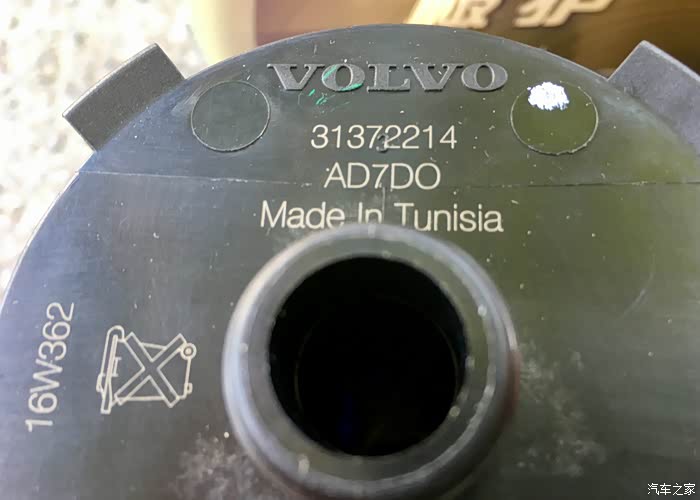 VOLVO
31372214
AD7DO
Made In Tunisia
16W362
汽车之家